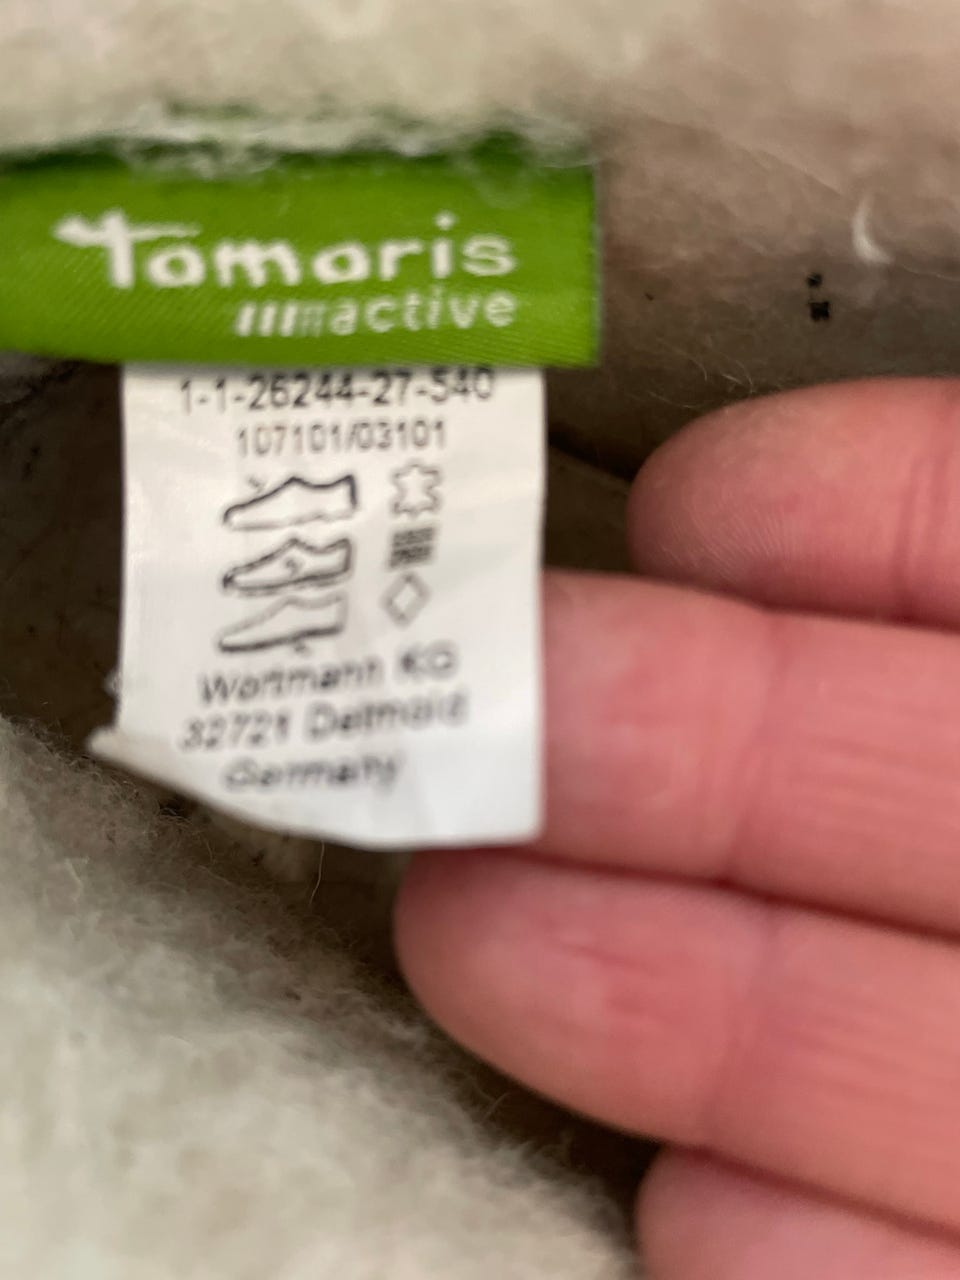 Tamaris
active
1-1-26244-27-540
107101/03101
Wortmann KG
32721 Detmold
Germany